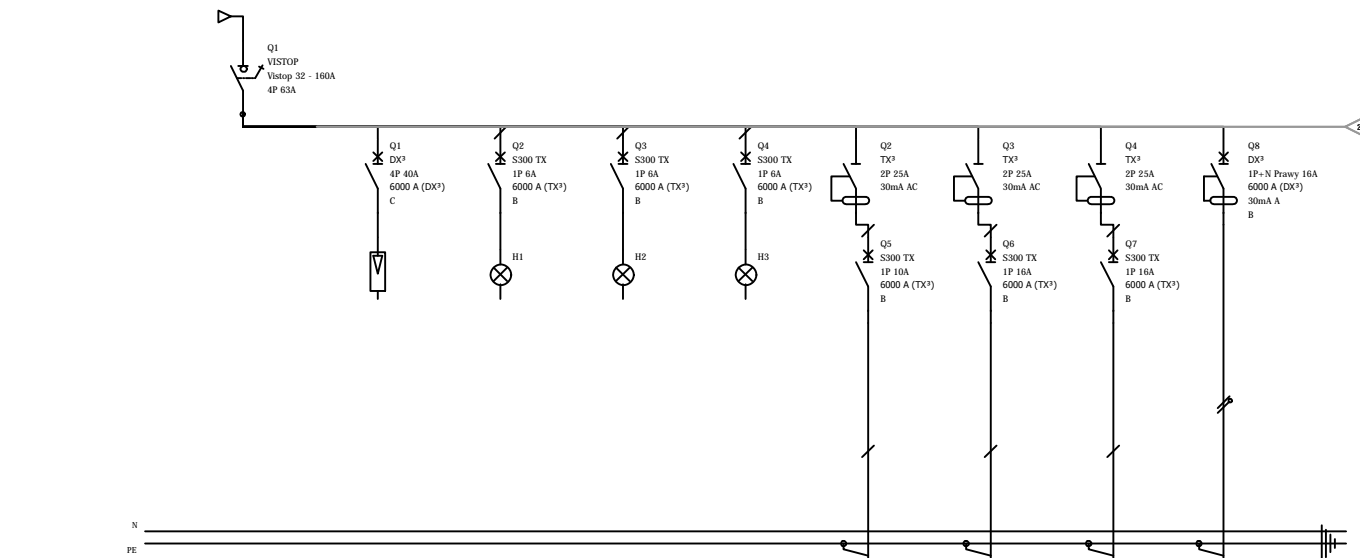 Q1
VISTOP
Vistop 32 - 160A
4P 63A
Q1
DX³
4P 40A
6000 A (DX³)
C
Q2
S300 TX
1P 6A
6000 A (TX³)
B
Q3
S300 TX
1P 6A
6000 A (TX³)
B
Q4
S300 TX
1P 6A
6000 A (TX³)
B
Q2
TX³
2P 25A
30mA AC
Q3
TX³
2P 25A
30mA AC
Q4
TX³
2P 25A
30mA AC
Q8
DX³
1P+N Prawy 16A
6000 A (DX³)
30mA A
B
H1
H2
H3
Q5
S300 TX
1P 10A
6000 A (TX³)
B
Q6
S300 TX
1P 16A
6000 A (TX³)
B
Q7
S300 TX
1P 16A
6000 A (TX³)
B
N
PE